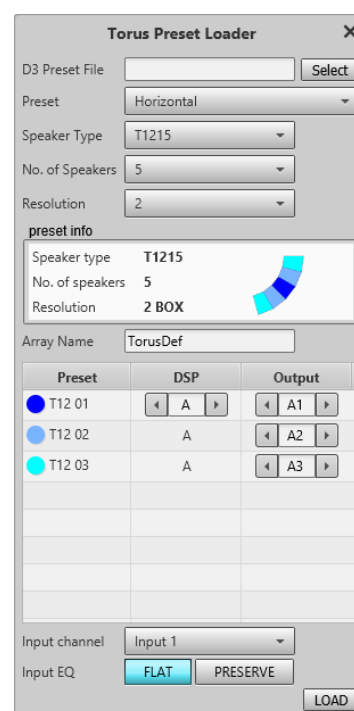 Torus Preset Loader
D3 Preset File Select
Preset Horizontal
Speaker Type T1215
No. of Speakers 5
Resolution 2
preset info
Speaker type T1215
No. of speakers 5
Resolution 2 BOX
Array Name TorusDef
Preset DSP Output
T12 01 A A1
T12 02 A A2
T12 03 A A3
Input channel Input 1
Input EQ FLAT PRESERVE
LOAD